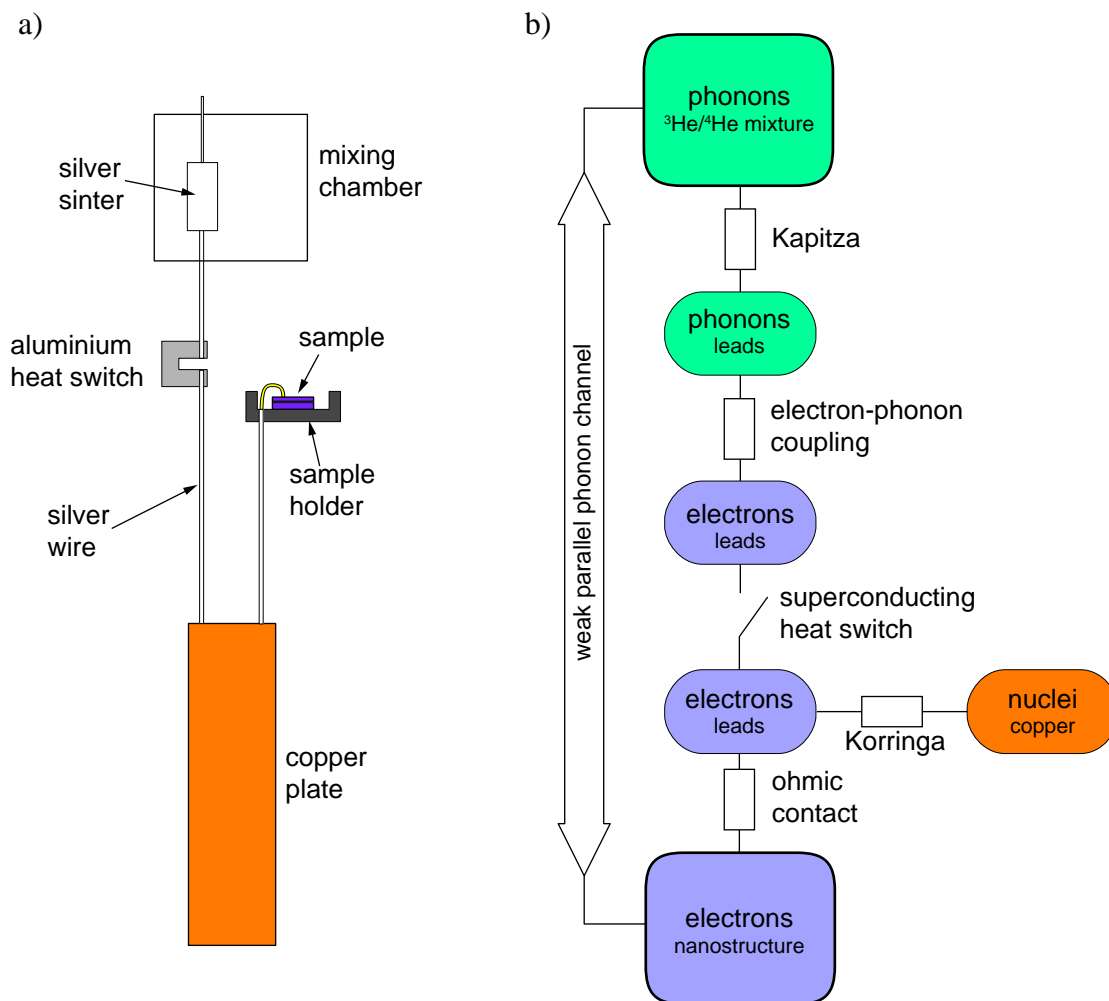 a)
silver
sinter
mixing
chamber
aluminium
heat switch
sample
sample
holder
silver
wire
copper
plate
b)
phonons
³He/⁴He mixture
Kapitza
phonons
leads
electron-phonon
coupling
weak parallel phonon channel
electrons
leads
superconducting
heat switch
electrons
leads
Korringa
nuclei
copper
ohmic
contact
electrons
nanostructure